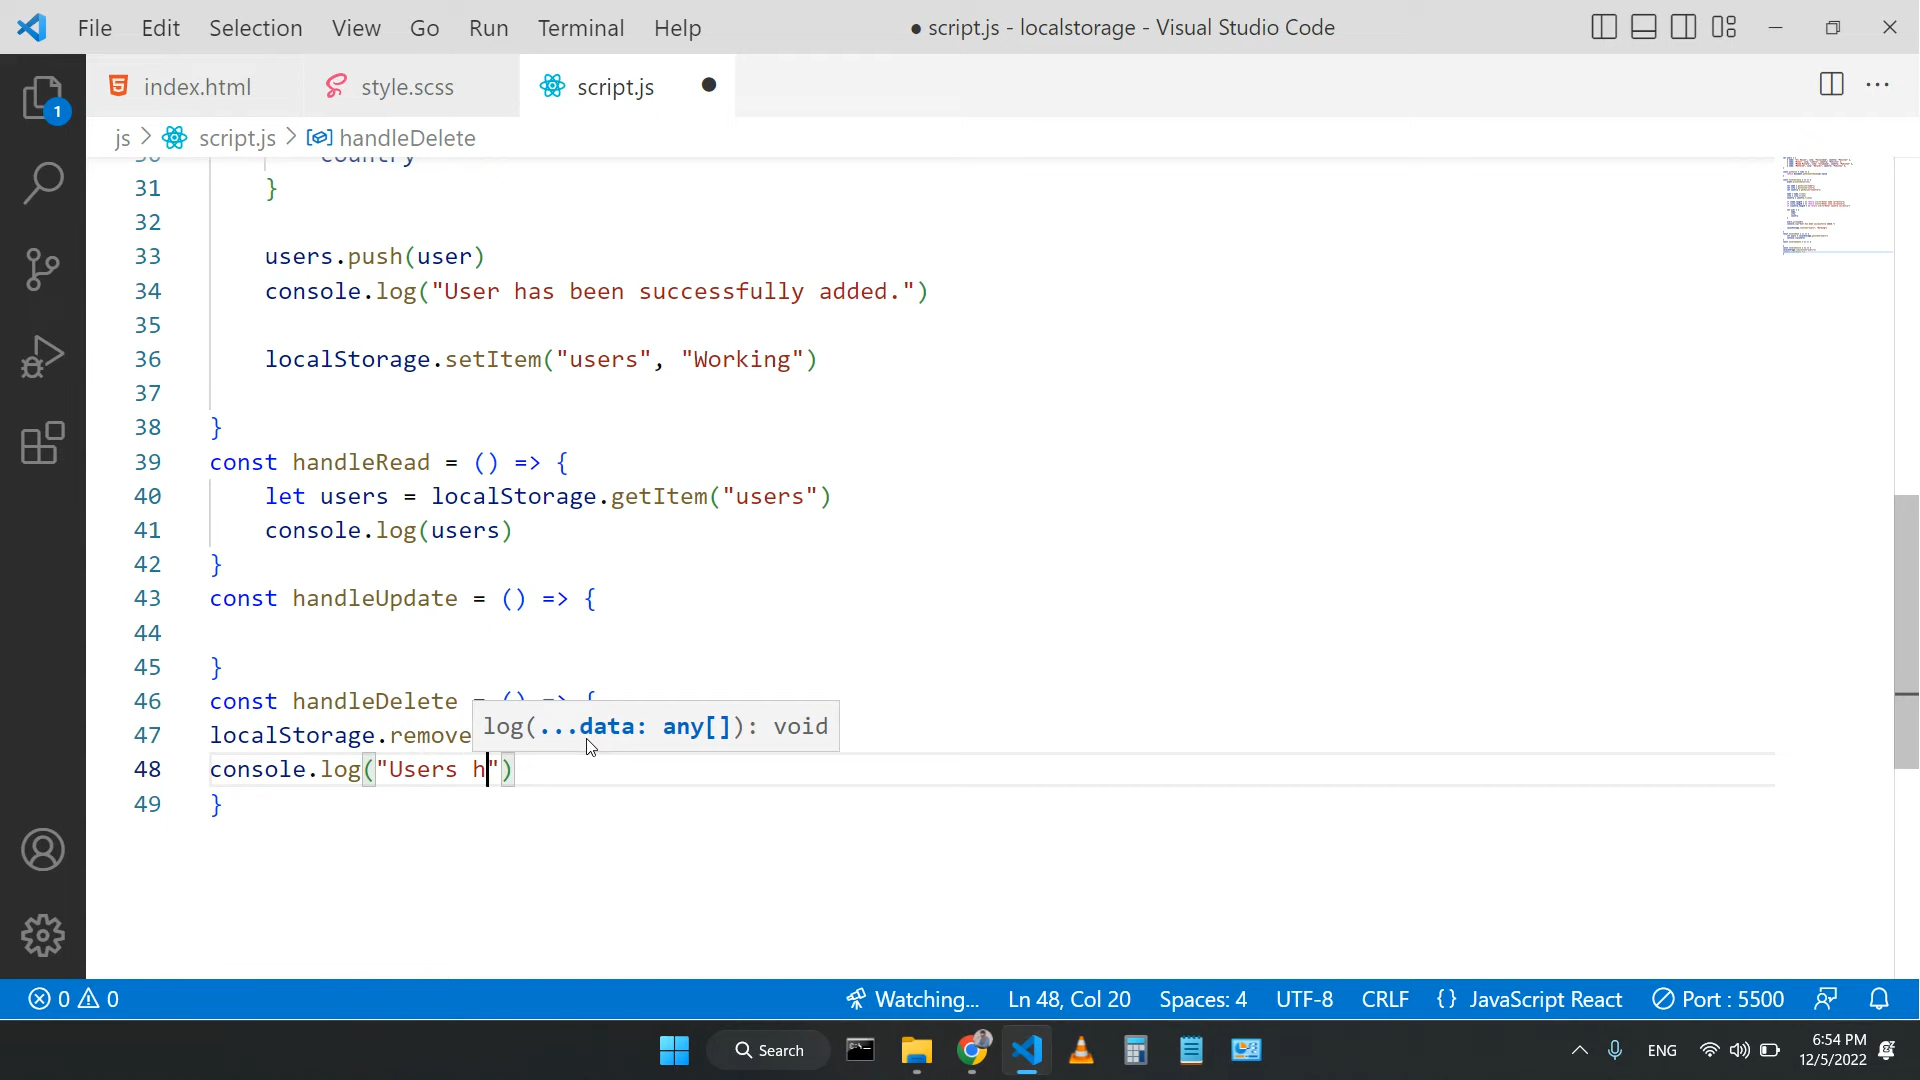 File Edit Selection View Go Run Terminal Help
● script.js - localstorage - Visual Studio Code
1
index.html style.scss script.js
js > script.js > handleDelete
country
31 }
32
33 users.push(user)
34 console.log("User has been successfully added.")
35
36 localStorage.setItem("users", "Working")
37
38 }
39 const handleRead = () => {
40 let users = localStorage.getItem("users")
41 console.log(users)
42 }
43 const handleUpdate = () => {
44
45 }
46 const handleDelete = () => {
log(...data: any[]): void
47 localStorage.remove
48 console.log("Users h")
49 }
0 0 Watching... Ln 48, Col 20 Spaces: 4 UTF-8 CRLF {} JavaScript React Port : 5500
Search
ENG
6:54 PM
12/5/2022